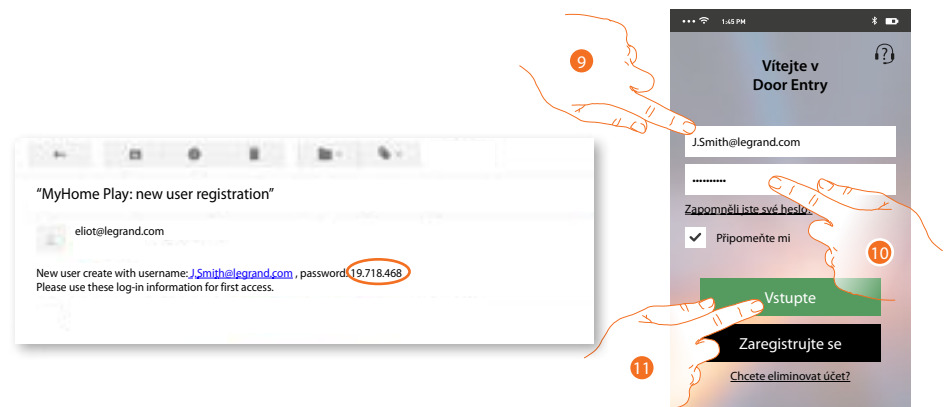 “MyHome Play: new user registration”
eliot@legrand.com
New user create with username: J.Smith@legrand.com , password: 19.718.468
Please use these log-in information for first access.
9
1:45 PM
Vítejte v
Door Entry
J.Smith@legrand.com
••••••••••
Zapomněli jste své heslo?
Připomeňte mi
10
Vstupte
Zaregistrujte se
11
Chcete eliminovat účet?